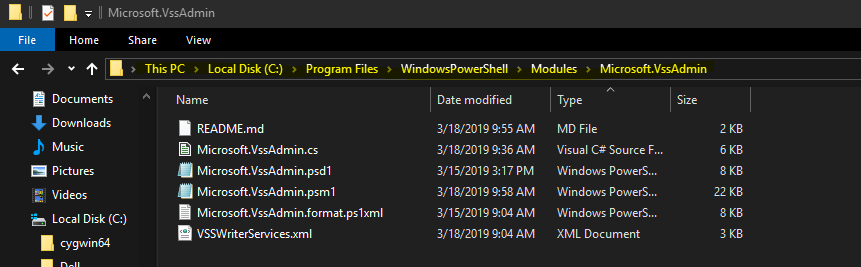 Microsoft.VssAdmin
File Home Share View
This PC Local Disk (C:) Program Files WindowsPowerShell Modules Microsoft.VssAdmin
Documents Name Date modified Type Size
Downloads README.md 3/18/2019 9:55 AM MD File 2 KB
Music Microsoft.VssAdmin.cs 3/18/2019 9:36 AM Visual C# Source F... 6 KB
Pictures Microsoft.VssAdmin.psd1 3/15/2019 3:17 PM Windows PowerS... 8 KB
Videos Microsoft.VssAdmin.psm1 3/18/2019 9:58 AM Windows PowerS... 22 KB
Local Disk (C:) Microsoft.VssAdmin.format.ps1xml 3/15/2019 9:04 AM Windows PowerS... 8 KB
cygwin64 VSSWriterServices.xml 3/18/2019 9:04 AM XML Document 3 KB